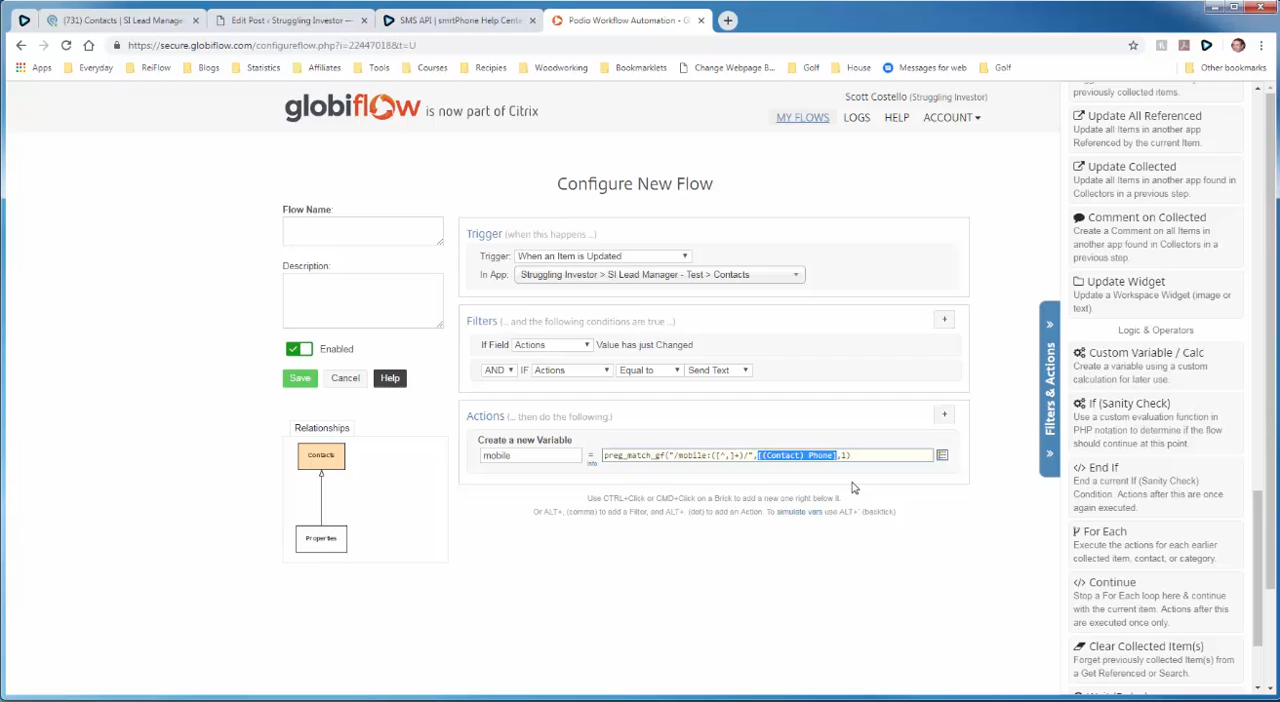 (731) Contacts | SI Lead Manage
Edit Post ‹ Struggling Investor —
SMS API | smrtPhone Help Cente
Podio Workflow Automation - G
https://secure.globiflow.com/configureflow.php?i=22447018&t=U
Apps Everyday ReiFlow Blogs Statistics Affiliates Tools Courses Recipies Woodworking Bookmarklets Change Webpage B... Golf House Messages for web Golf Other bookmarks
globiflow is now part of Citrix
Scott Costello (Struggling Investor)
MY FLOWS LOGS HELP ACCOUNT
Configure New Flow
Flow Name:
Description:
Enabled
Save Cancel Help
Relationships
Contacts
Properties
Trigger (when this happens ...)
Trigger: When an Item is Updated
In App: Struggling Investor > SI Lead Manager - Test > Contacts
Filters (... and the following conditions are true ...)
+
If Field Actions Value has just Changed
AND IF Actions Equal to Send Text
Actions (... then do the following:)
+
Create a new Variable
mobile = preg_match_gf("/mobile:([^,]+)/",[(Contact) Phone],1)
info
Use CTRL+Click or CMD+Click on a Brick to add a new one right below it.
Or ALT+, (comma) to add a Filter, and ALT+. (dot) to add an Action. To simulate vars use ALT+` (backtick)
Filters & Actions
previously collected items.
Update All Referenced
Update all Items in another app
Referenced by the current Item.
Update Collected
Update all Items in another app found in
Collectors in a previous step.
Comment on Collected
Create a Comment on all Items in
another app found in Collectors in a
previous step.
Update Widget
Update a Workspace Widget (image or
text).
Logic & Operators
Custom Variable / Calc
Create a variable using a custom
calculation for later use.
If (Sanity Check)
Use a custom evaluation function in
PHP notation to determine if the flow
should continue at this point.
End If
End a current If (Sanity Check)
Condition. Actions after this are once
again executed.
For Each
Execute the actions for each earlier
collected item, contact, or category.
Continue
Stop a For Each loop here & continue
with the current item. Actions after this
are executed once only.
Clear Collected Item(s)
Forget previously collected Item(s) from
a Get Referenced or Search.